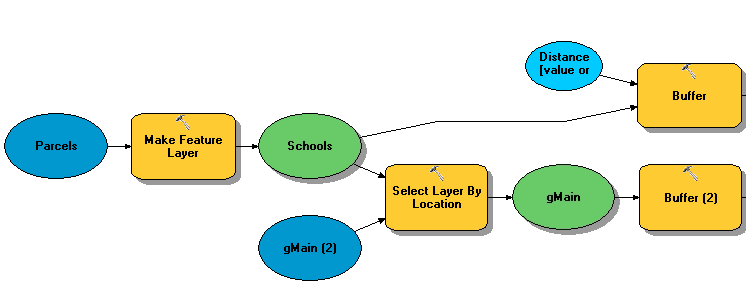 Distance
(value or
Buffer
Parcels
Make Feature
Layer
Schools
Select Layer By
Location
gMain
Buffer (2)
gMain (2)